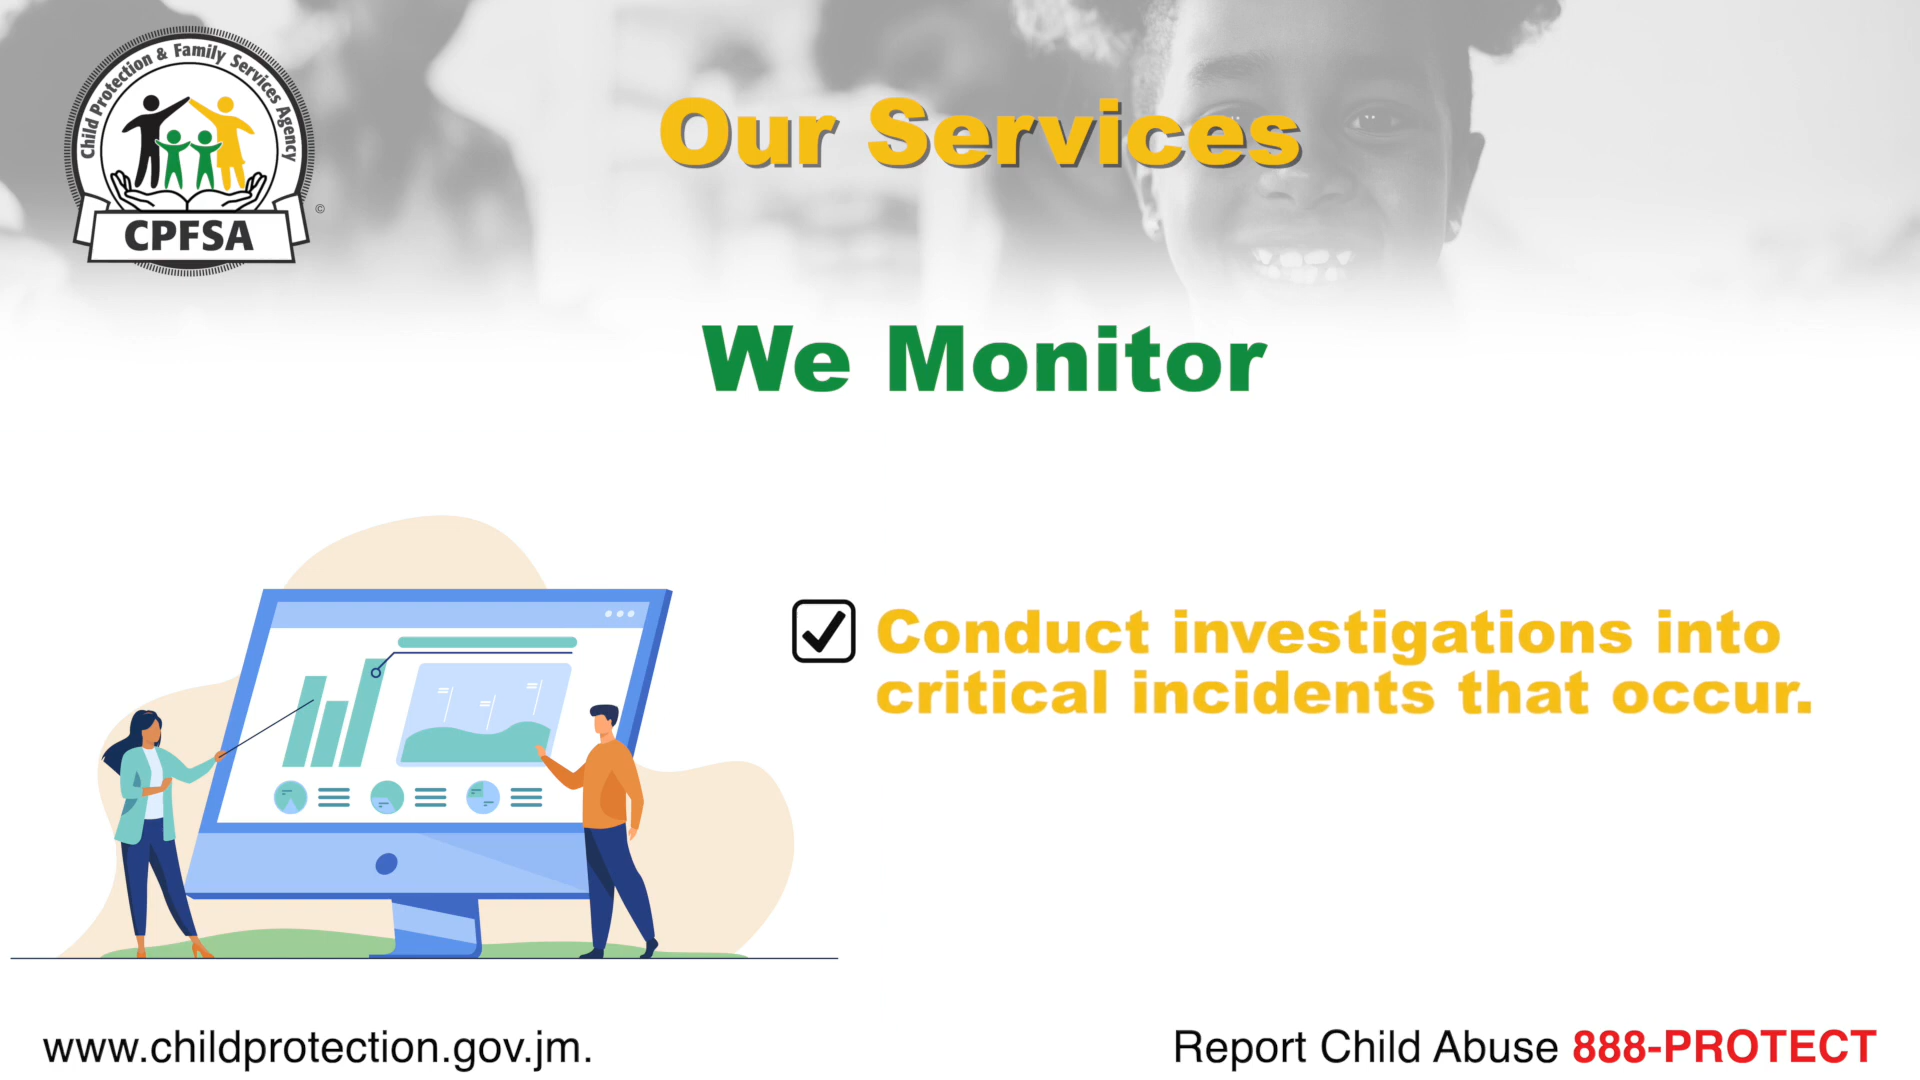 Child Protection & Family Services Agency
CPFSA
©
Our Services
We Monitor
Conduct investigations into
critical incidents that occur.
www.childprotection.gov.jm.
Report Child Abuse 888-PROTECT